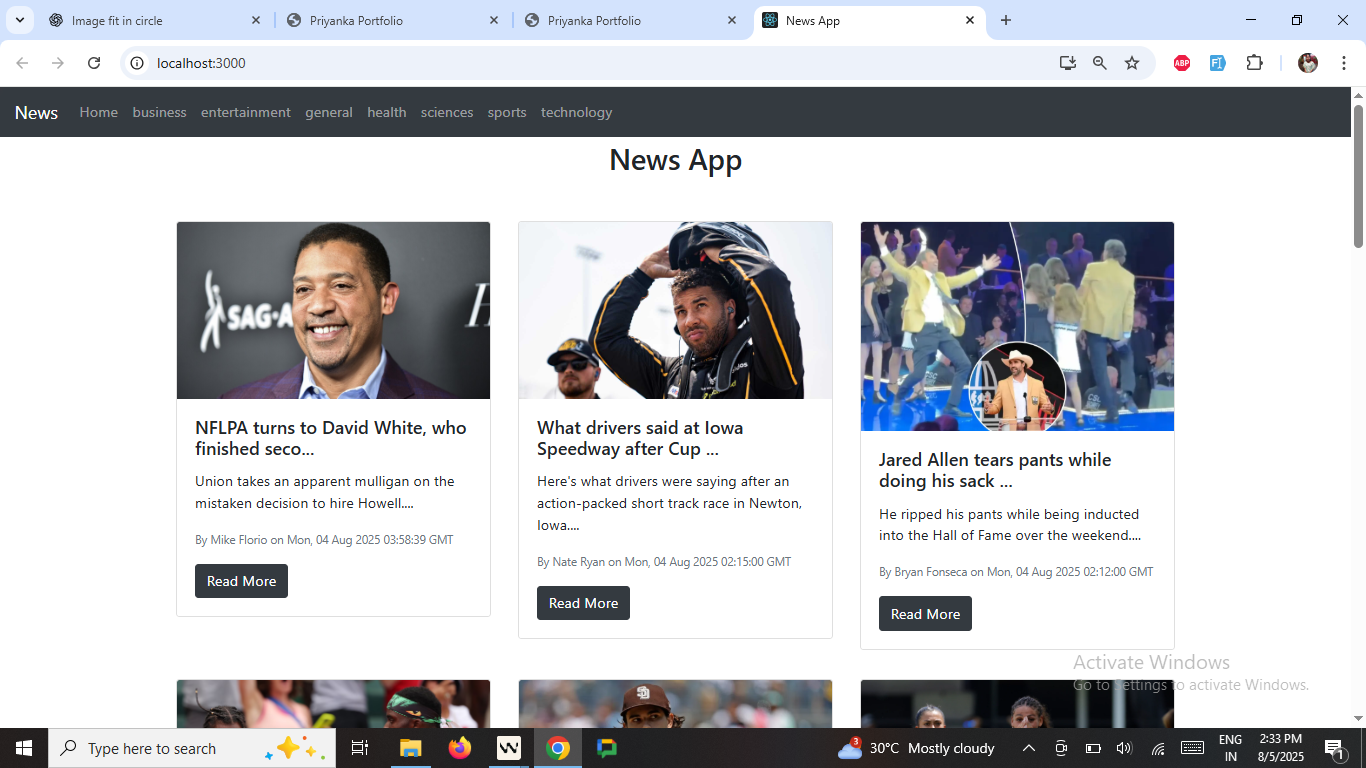 Image fit in circle
Priyanka Portfolio
Priyanka Portfolio
News App
localhost:3000
ABP
News Home business entertainment general health sciences sports technology
News App
SAG-A
NFLPA turns to David White, who
finished seco...
Union takes an apparent mulligan on the
mistaken decision to hire Howell....
By Mike Florio on Mon, 04 Aug 2025 03:58:39 GMT
Read More
What drivers said at Iowa
Speedway after Cup ...
Here's what drivers were saying after an
action-packed short track race in Newton,
Iowa....
By Nate Ryan on Mon, 04 Aug 2025 02:15:00 GMT
Read More
Jared Allen tears pants while
doing his sack ...
He ripped his pants while being inducted
into the Hall of Fame over the weekend....
By Bryan Fonseca on Mon, 04 Aug 2025 02:12:00 GMT
Read More
SD
Activate Windows
Go to Settings to activate Windows.
Type here to search
3
30°C Mostly cloudy
ENG
IN
2:33 PM
8/5/2025
1